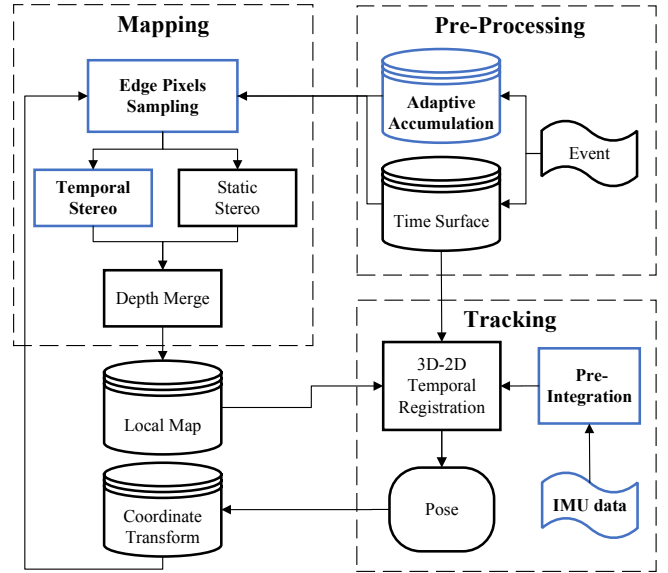 Mapping
Edge Pixels
Sampling
Temporal
Stereo
Static
Stereo
Depth Merge
Local Map
Coordinate
Transform
Pre-Processing
Adaptive
Accumulation
Event
Time Surface
Tracking
3D-2D
Temporal
Registration
Pre-
Integration
Pose
IMU data